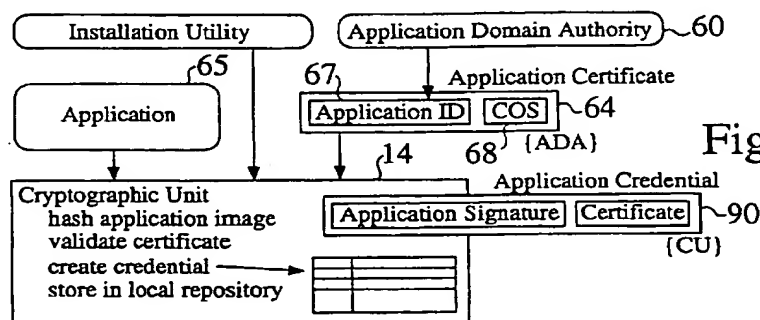 Installation Utility
Application Domain Authority
60
65
67
Application Certificate
Application
Application ID
COS
64
68
{ADA}
Fig
14
Application Credential
Cryptographic Unit
hash application image
validate certificate
create credential
store in local repository
Application Signature
Certificate
90
{CU}